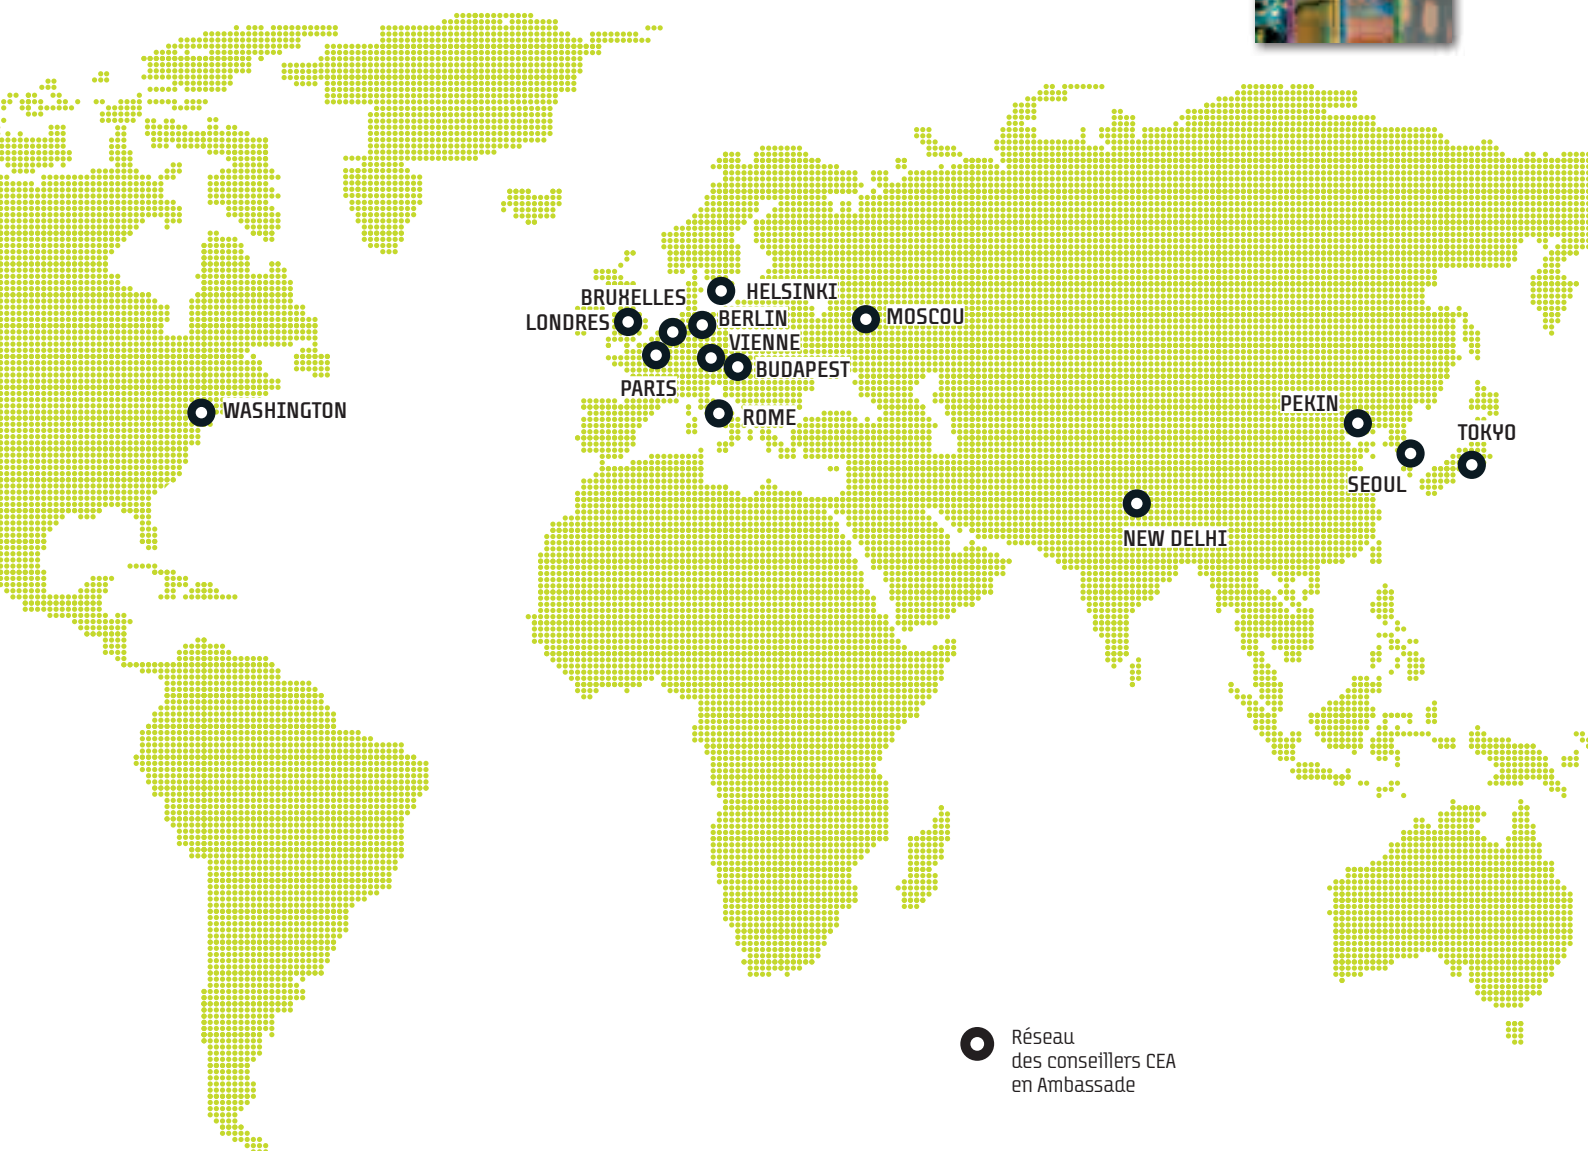 HELSINKI
BRUXELLES
LONDRES
BERLIN
MOSCOU
VIENNE
BUDAPEST
PARIS
WASHINGTON
ROME
PEKIN
TOKYO
SEOUL
NEW DELHI
Réseau
des conseillers CEA
en Ambassade